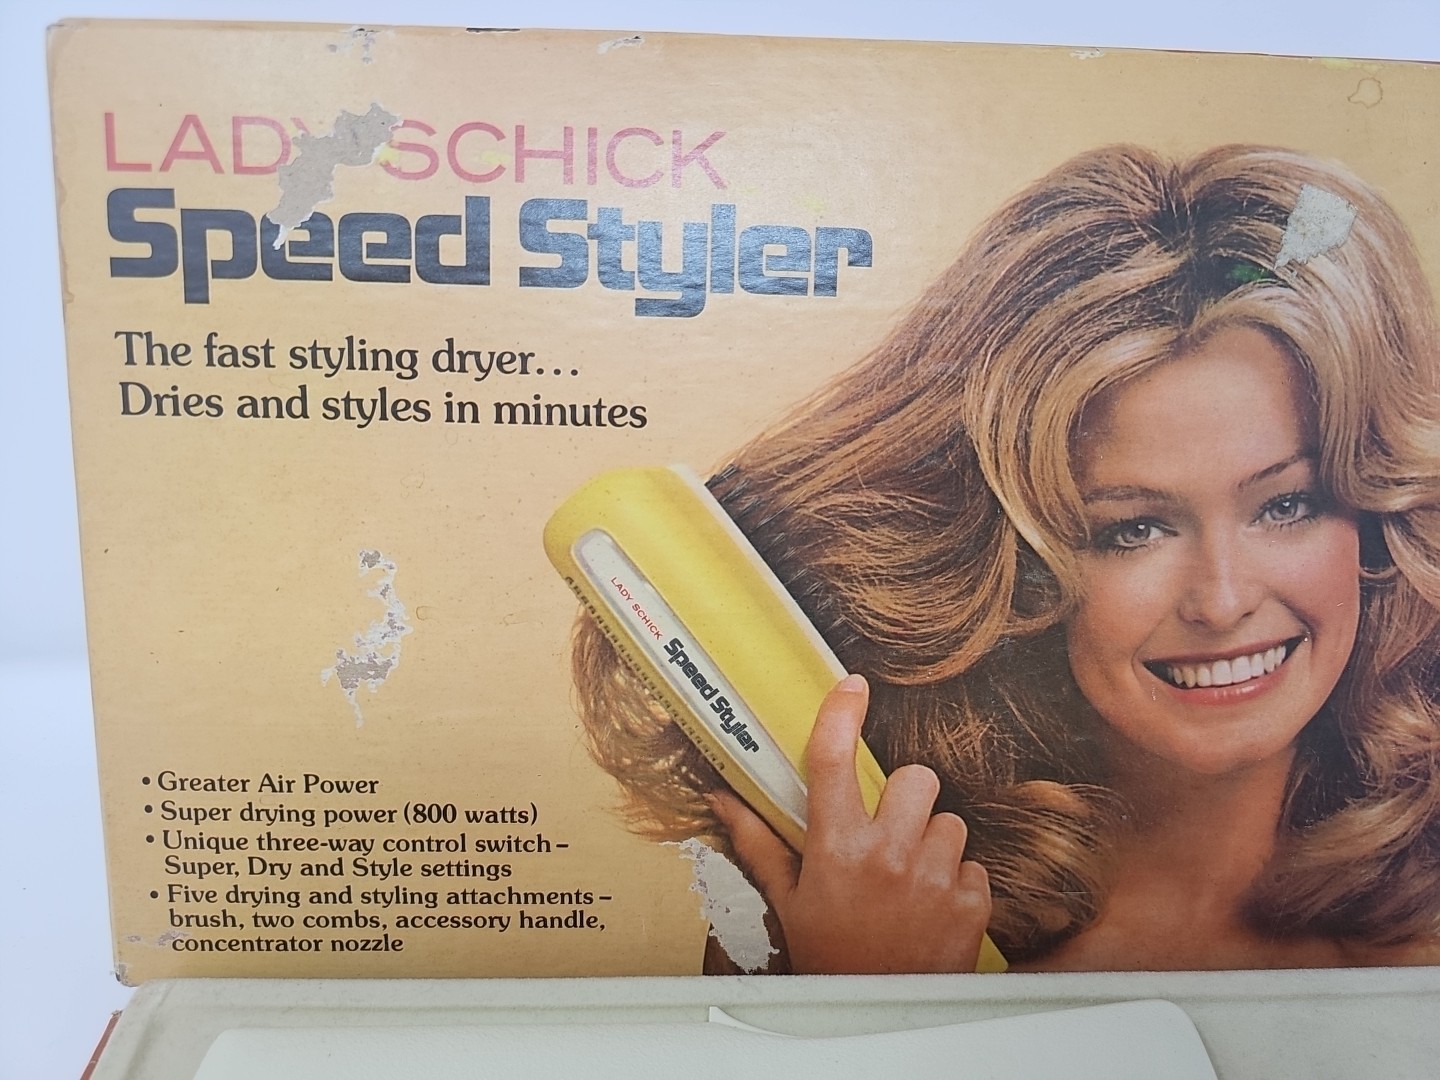 LADY SCHICK
Speed Styler
The fast styling dryer...
Dries and styles in minutes
LADY SCHICK Speed Styler
• Greater Air Power
• Super drying power (800 watts)
• Unique three-way control switch–
Super, Dry and Style settings
• Five drying and styling attachments–
brush, two combs, accessory handle,
concentrator nozzle